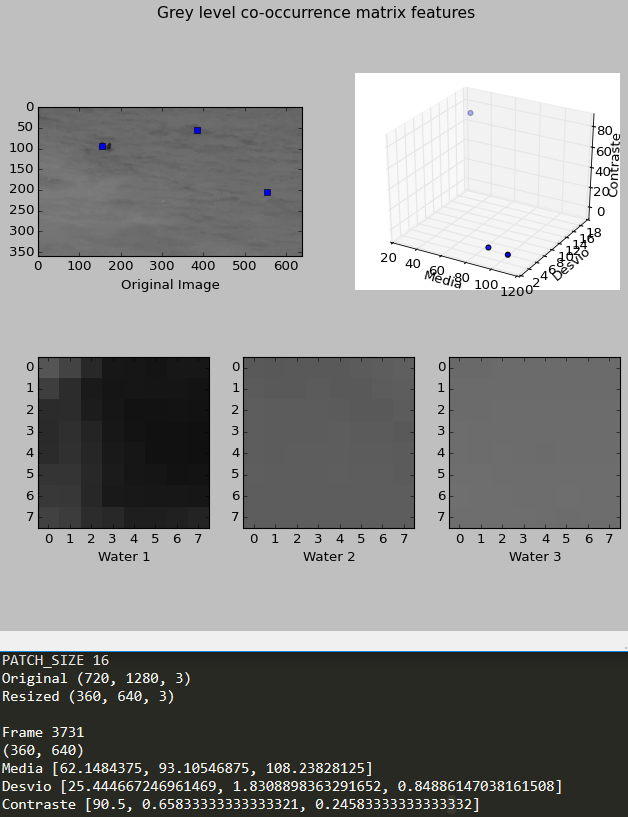 Grey level co-occurrence matrix features
0
50
100
150
200
250
300
350
0 100 200 300 400 500 600
Original Image
80
60
40
20
0
Contraste
18
16
14
12
10
8
6
4
2
0
Desvio
20 40 60 80 100 120
Media
0
1
2
3
4
5
6
7
0 1 2 3 4 5 6 7
Water 1
0
1
2
3
4
5
6
7
0 1 2 3 4 5 6 7
Water 2
0
1
2
3
4
5
6
7
0 1 2 3 4 5 6 7
Water 3
PATCH_SIZE 16
Original (720, 1280, 3)
Resized (360, 640, 3)
Frame 3731
(360, 640)
Media [62.1484375, 93.10546875, 108.23828125]
Desvio [25.444667246961469, 1.8308898363291652, 0.84886147038161508]
Contraste [90.5, 0.65833333333333321, 0.24583333333333332]